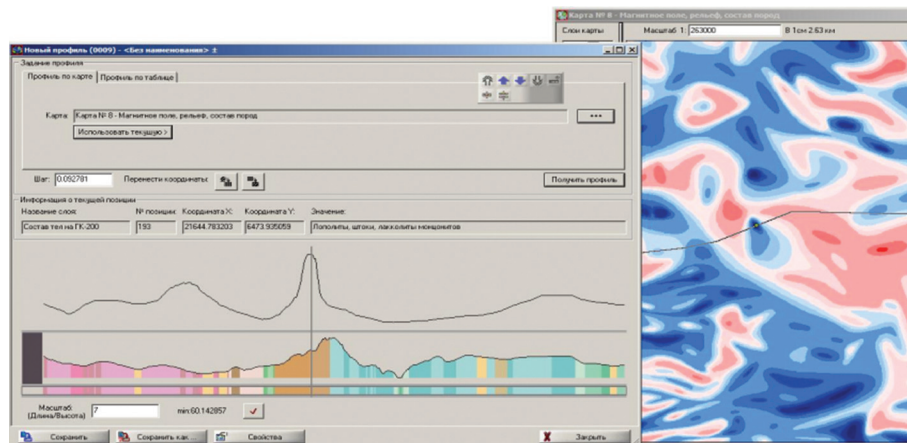 Карта № 8 - Магнитное поле, рельеф, состав пород
Слои карты
Масштаб 1: 263000
В 1см 2.63 км
Новый профиль (0009) - <Без наименования>
Задание профиля
Профиль по карте
Профиль по таблице
Карта: Карта № 8 - Магнитное поле, рельеф, состав пород
...
Использовать текущую >
Шаг: 0.092781
Перенести координаты:
Получить профиль
Информация о текущей позиции
Название слоя: № позиции: Координата X: Координата Y: Значение:
Состав тел на ГК-200 193 21644.783203 6473.935059 Лополиты, штоки, лакколиты монцонитов
Масштаб: 7 min:60.142857
(Длина/Высота)
Сохранить
Сохранить как ...
Свойства
Закрыть